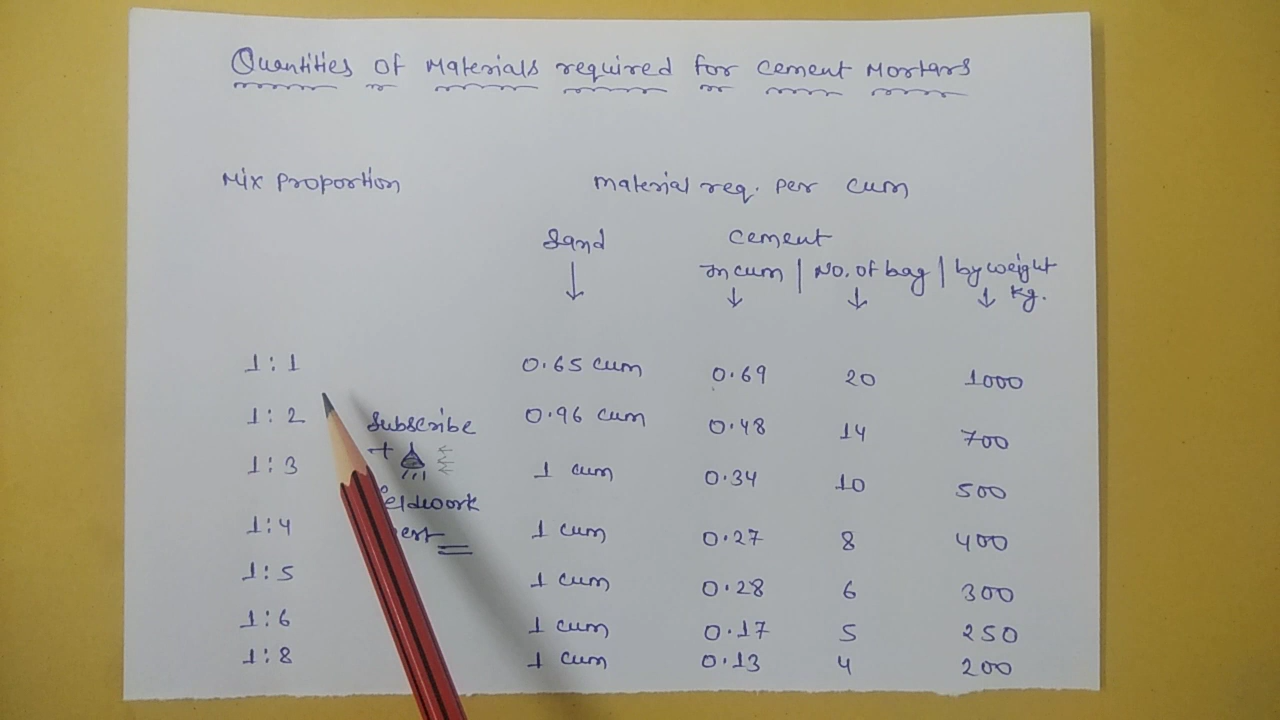 Quantities of Materials required for Cement Mortars
Mix Proportion Material req. per cum
Sand Cement
In cum | No. of bag | by weight
kg.
1:1 0.65 cum 0.69 20 1000
1:2 0.96 cum 0.48 14 700
Subscribe
+
1:3 1 cum 0.34 10 500
1:4 1 cum 0.27 8 400
1:5 1 cum 0.28 6 300
1:6 1 cum 0.17 5 250
1:8 1 cum 0.13 4 200